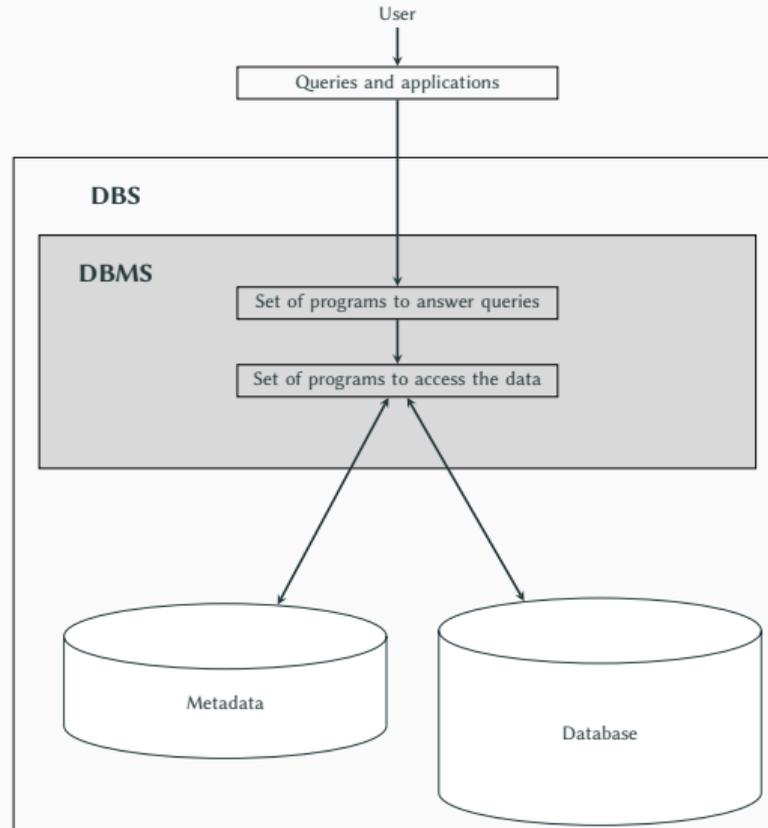 User
Queries and applications
DBS
DBMS
Set of programs to answer queries
Set of programs to access the data
Metadada
Database